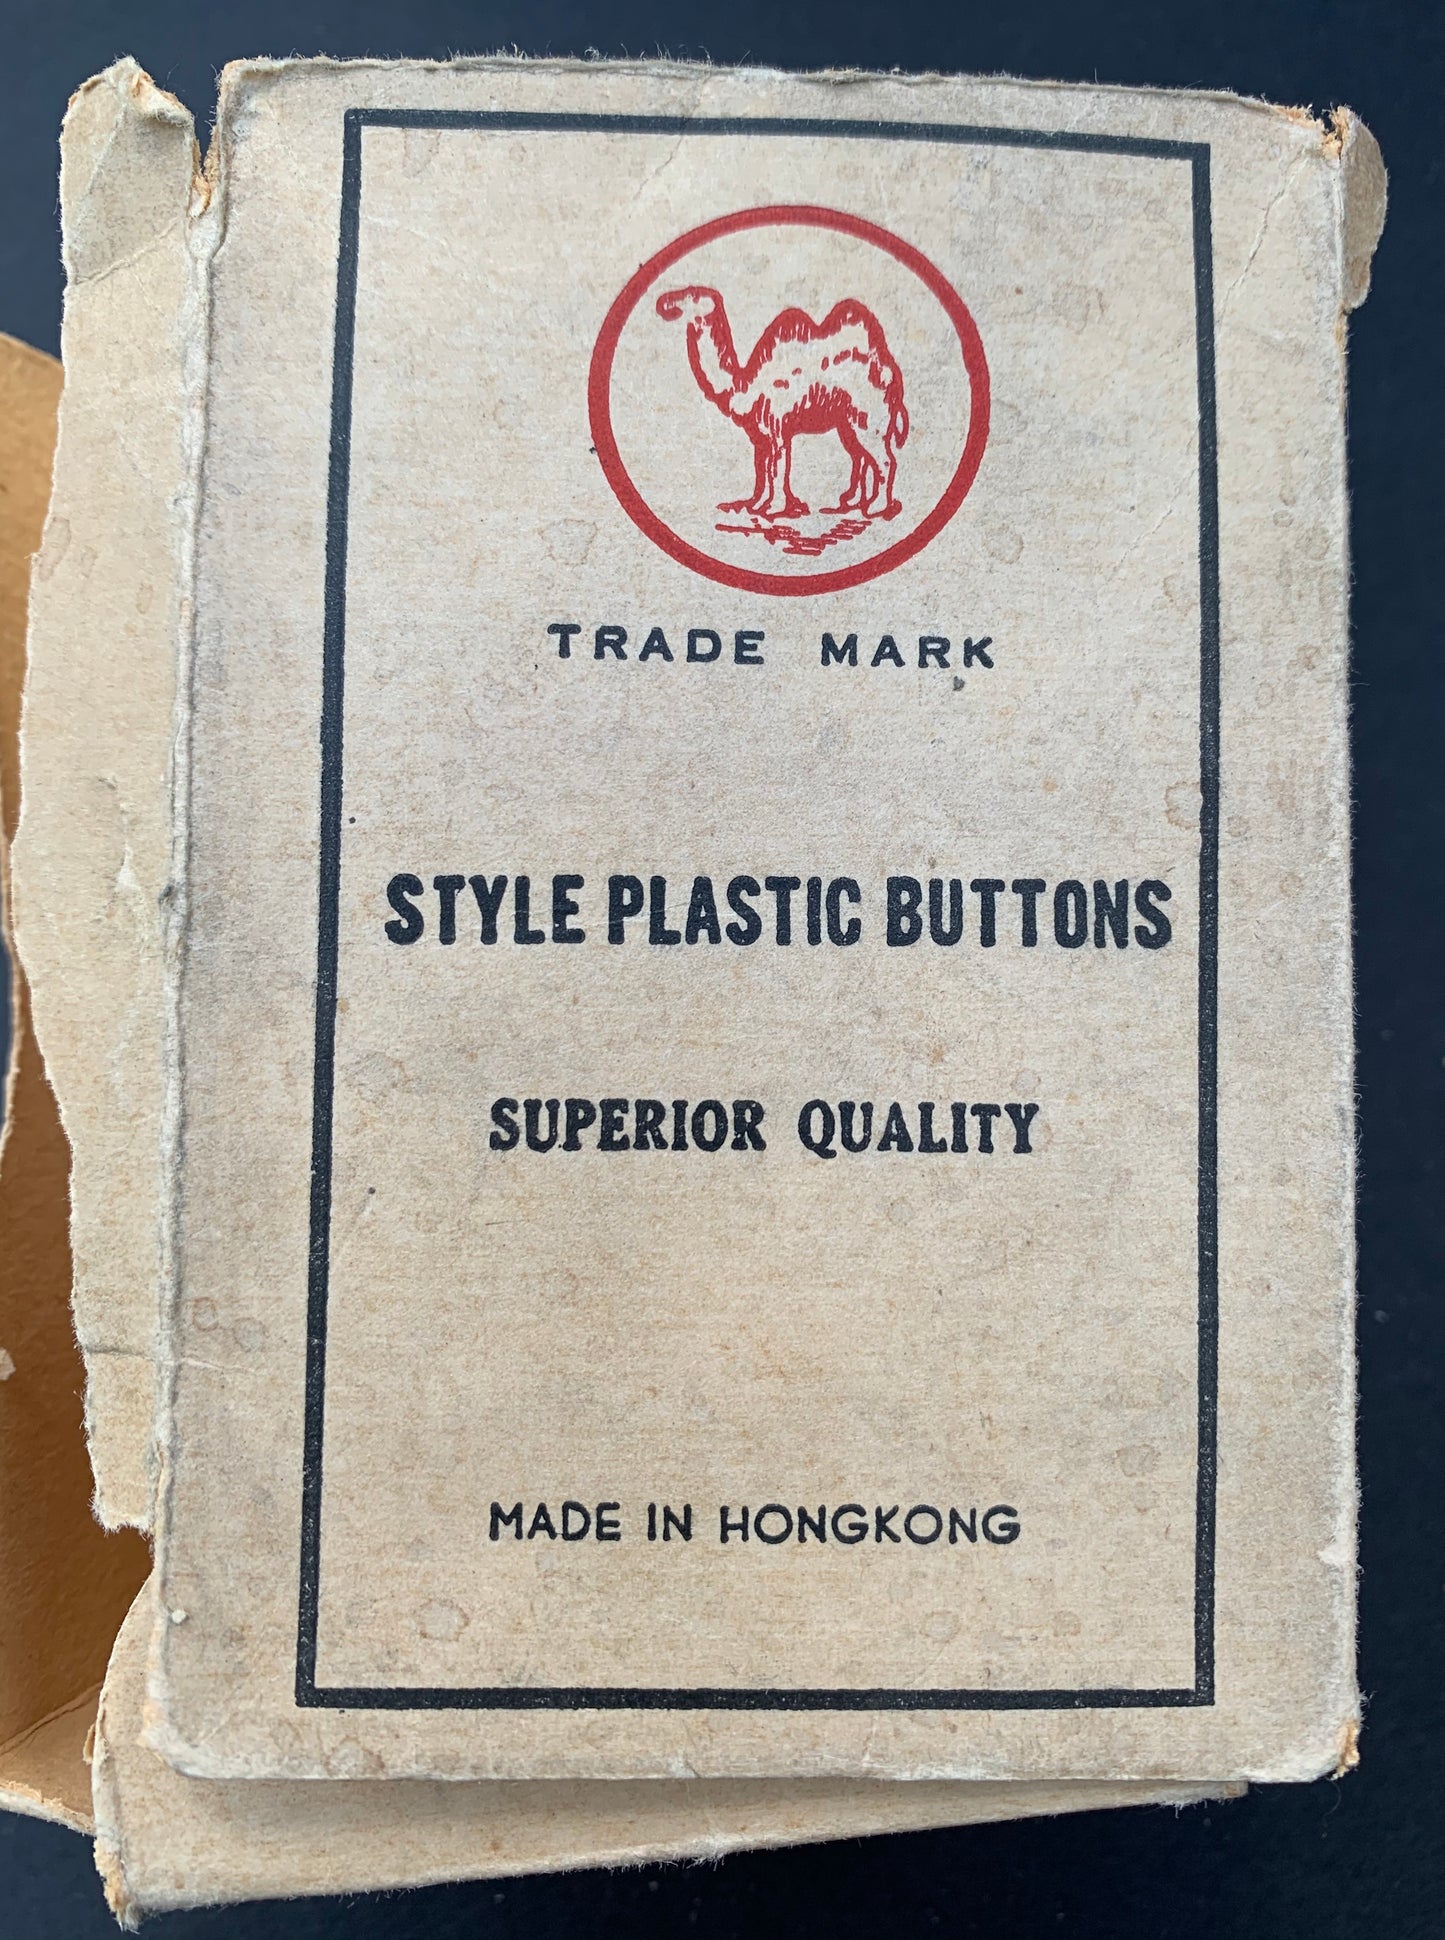 TRADE MARK
STYLE PLASTIC BUTTONS
SUPERIOR QUALITY
MADE IN HONGKONG